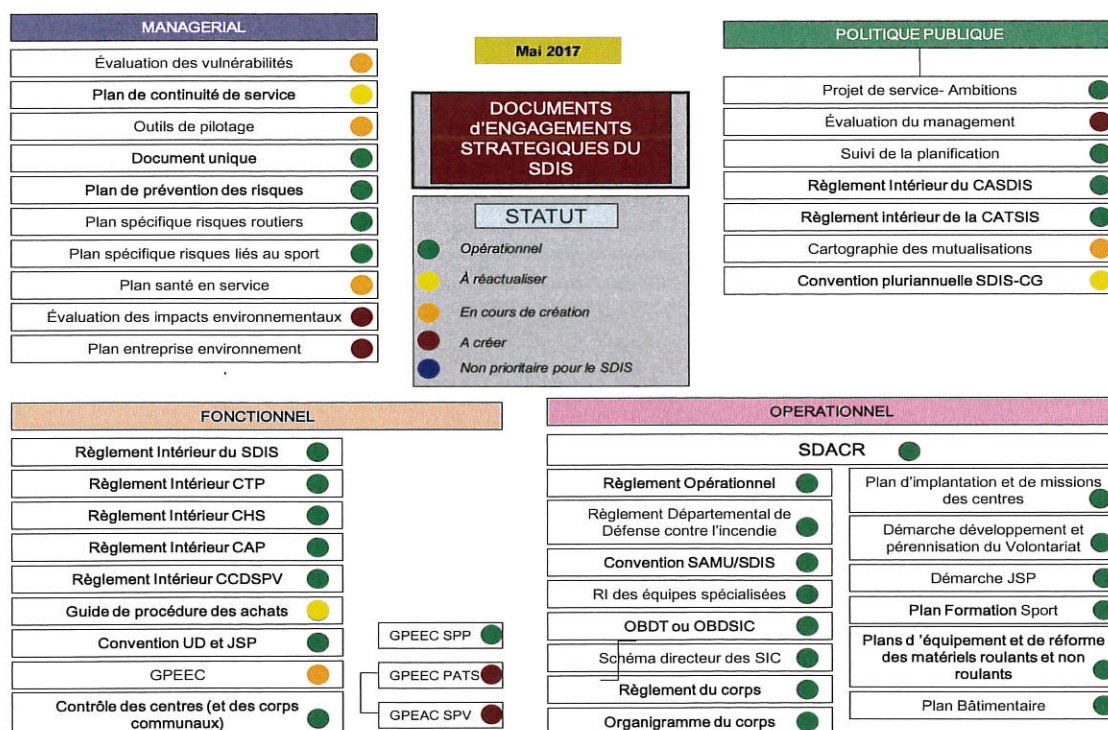 MANAGERIAL
Évaluation des vulnérabilités
Plan de continuité de service
Outils de pilotage
Document unique
Plan de prévention des risques
Plan spécifique risques routiers
Plan spécifique risques liés au sport
Plan santé en service
Évaluation des impacts environnementaux
Plan entreprise environnement
Mai 2017
DOCUMENTS
d'ENGAGEMENTS
STRATEGIQUES DU
SDIS
STATUT
Opérationnel
À réactualiser
En cours de création
A créer
Non prioritaire pour le SDIS
POLITIQUE PUBLIQUE
Projet de service- Ambitions
Évaluation du management
Suivi de la planification
Règlement Intérieur du CASDIS
Règlement intérieur de la CATSIS
Cartographie des mutualisations
Convention pluriannuelle SDIS-CG
FONCTIONNEL
Règlement Intérieur du SDIS
Règlement Intérieur CTP
Règlement Intérieur CHS
Règlement Intérieur CAP
Règlement Intérieur CCDSPV
Guide de procédure des achats
Convention UD et JSP
GPEEC
Contrôle des centres (et des corps
communaux)
GPEEC SPP
GPEEC PATS
GPEAC SPV
OPERATIONNEL
SDACR
Règlement Opérationnel
Règlement Départemental de
Défense contre l'incendie
Convention SAMU/SDIS
RI des équipes spécialisées
OBDT ou OBDSIC
Schéma directeur des SIC
Règlement du corps
Organigramme du corps
Plan d'implantation et de missions
des centres
Démarche développement et
pérennisation du Volontariat
Démarche JSP
Plan Formation Sport
Plans d 'équipement et de réforme
des matériels roulants et non
roulants
Plan Bâtimentaire